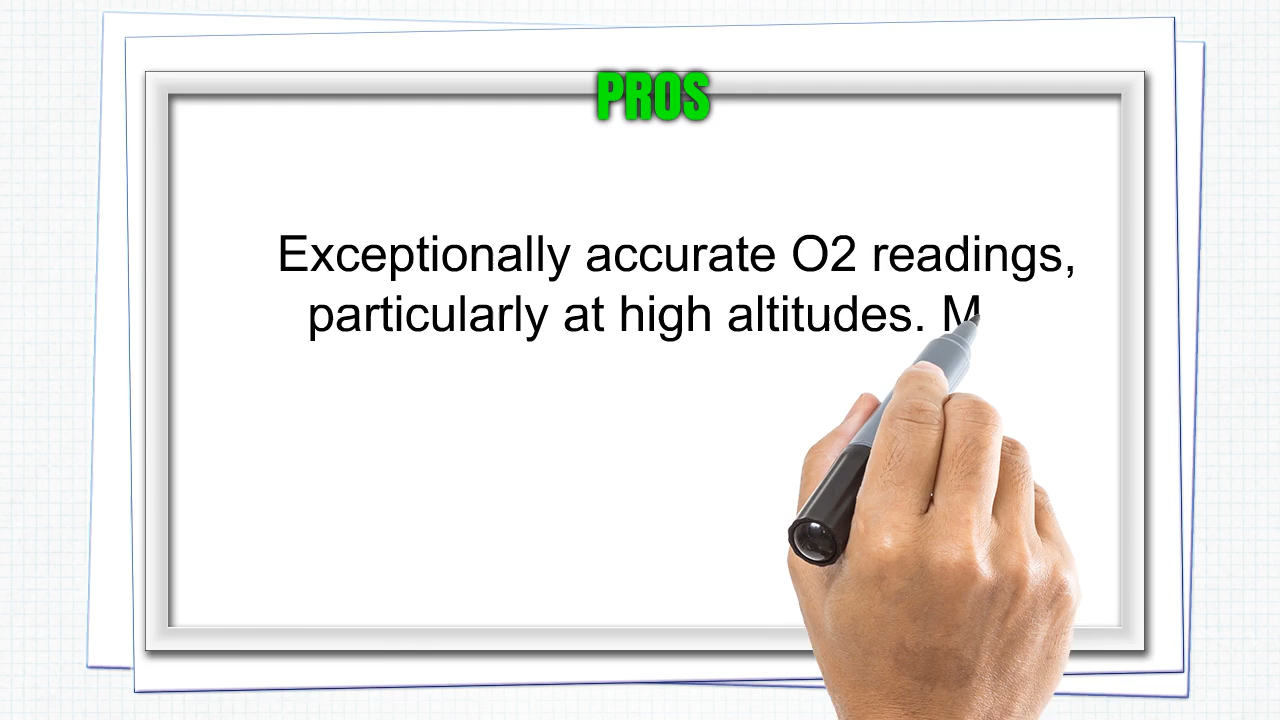 PROS
Exceptionally accurate O2 readings,
particularly at high altitudes. M